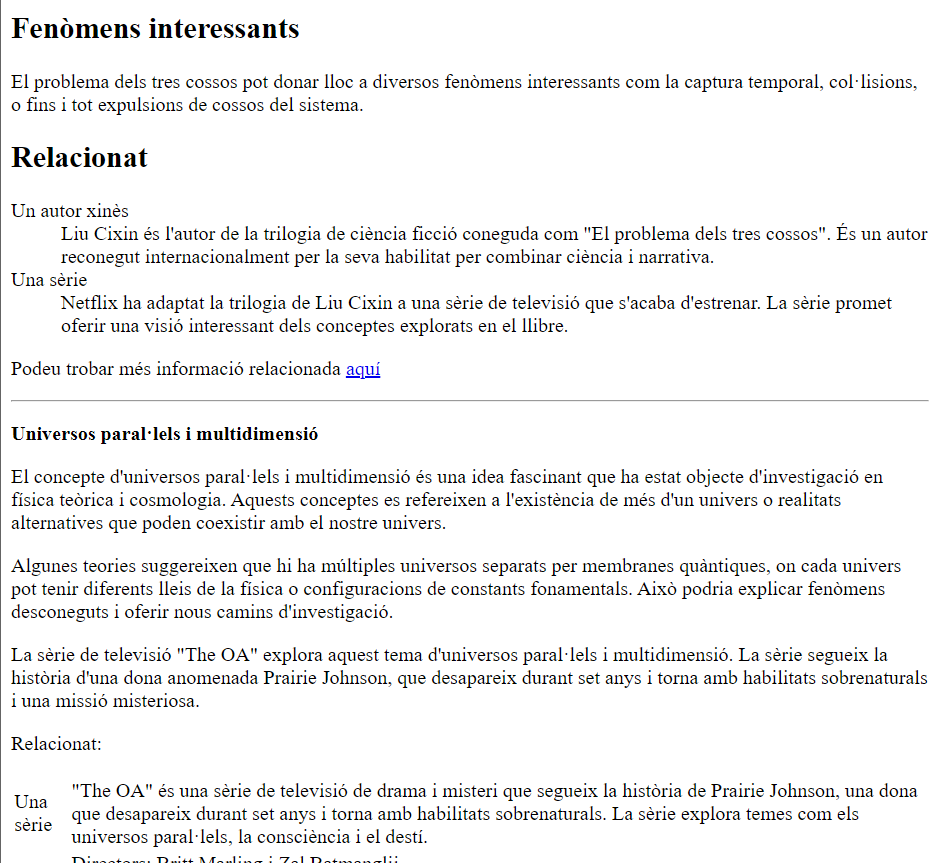 Fenòmens interessants
El problema dels tres cossos pot donar lloc a diversos fenòmens interessants com la captura temporal, col·lisions,
o fins i tot expulsions de cossos del sistema.
Relacionat
Un autor xinès
Liu Cixin és l'autor de la trilogia de ciència ficció coneguda com "El problema dels tres cossos". És un autor
reconegut internacionalment per la seva habilitat per combinar ciència i narrativa.
Una sèrie
Netflix ha adaptat la trilogia de Liu Cixin a una sèrie de televisió que s'acaba d'estrenar. La sèrie promet
oferir una visió interessant dels conceptes explorats en el llibre.
Podeu trobar més informació relacionada aquí
Universos paral·lels i multidimensió
El concepte d'universos paral·lels i multidimensió és una idea fascinant que ha estat objecte d'investigació en
física teòrica i cosmologia. Aquests conceptes es refereixen a l'existència de més d'un univers o realitats
alternatives que poden coexistir amb el nostre univers.
Algunes teories suggereixen que hi ha múltiples universos separats per membranes quàntiques, on cada univers
pot tenir diferents lleis de la física o configuracions de constants fonamentals. Això podria explicar fenòmens
desconeguts i oferir nous camins d'investigació.
La sèrie de televisió "The OA" explora aquest tema d'universos paral·lels i multidimensió. La sèrie segueix la
història d'una dona anomenada Prairie Johnson, que desapareix durant set anys i torna amb habilitats sobrenaturals
i una missió misteriosa.
Relacionat:
Una
sèrie
"The OA" és una sèrie de televisió de drama i misteri que segueix la història de Prairie Johnson, una dona
que desapareix durant set anys i torna amb habilitats sobrenaturals. La sèrie explora temes com els
universos paral·lels, la consciència i el destí.
Directors: Britt Marling i Zal Batmanglij